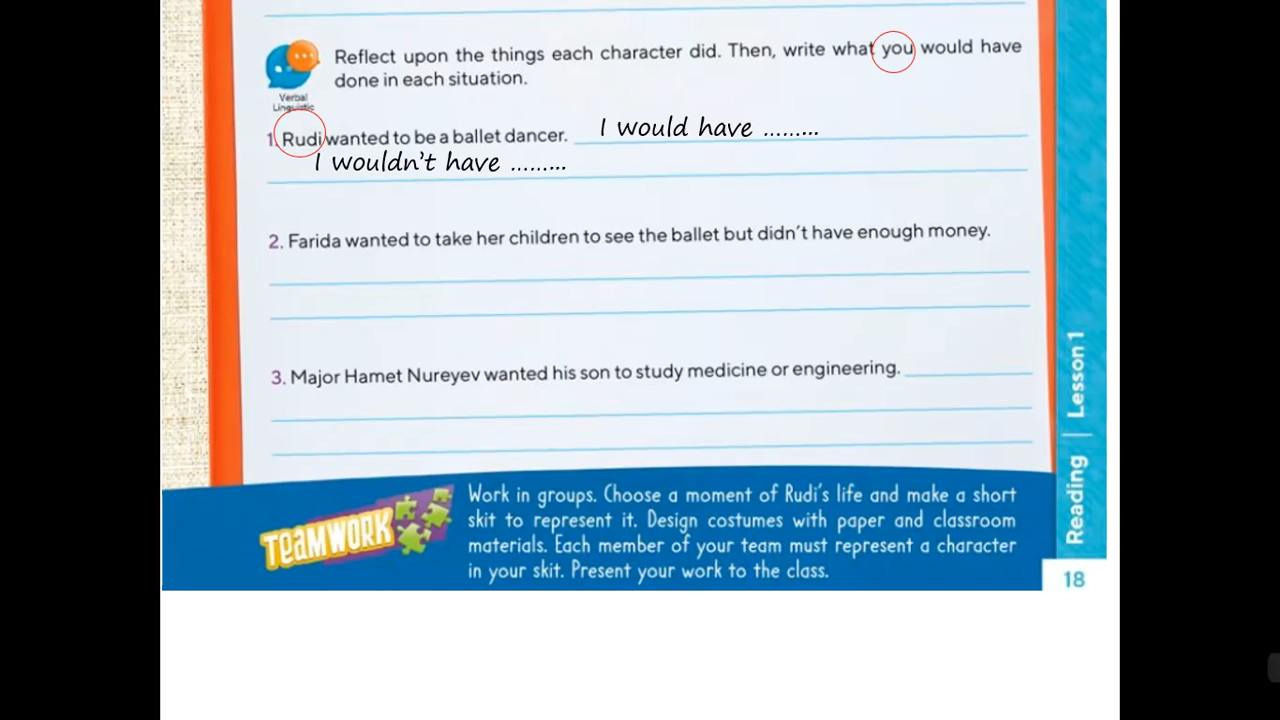 Reflect upon the things each character did. Then, write what you would have
done in each situation.
Verbal
Linguistic
1. Rudi wanted to be a ballet dancer. I would have .........
I wouldn't have .........
2. Farida wanted to take her children to see the ballet but didn't have enough money.
3. Major Hamet Nureyev wanted his son to study medicine or engineering.
TEAMWORK
Work in groups. Choose a moment of Rudi's life and make a short
skit to represent it. Design costumes with paper and classroom
materials. Each member of your team must represent a character
in your skit. Present your work to the class.
Reading | Lesson 1
18